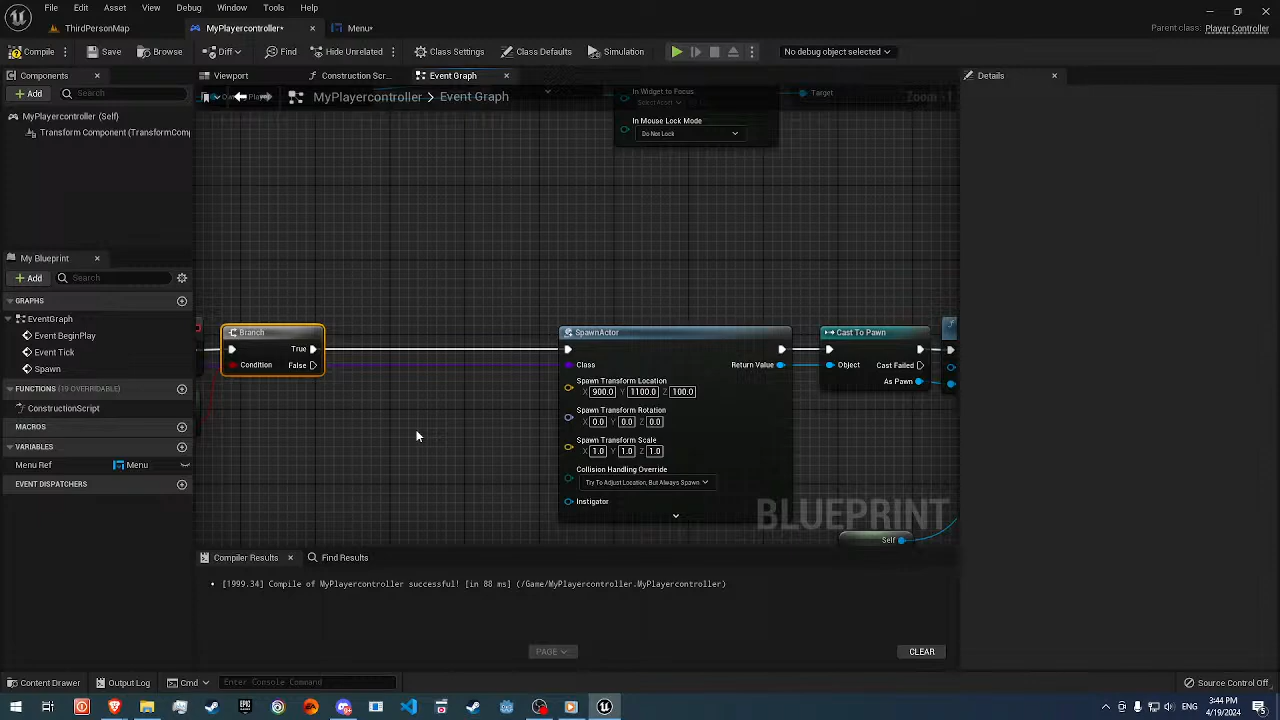 File Edit Asset View Debug Window Tools Help
ThirdPersonMap
MyPlayercontroller* Menu* Parent class: Player Controller
Compile Save Browse Diff Find Hide Unrelated Class Settings Class Defaults Simulation No debug object selected
Components Viewport Construction Scr... Event Graph Details
Add Search
MyPlayercontroller > Event Graph
MyPlayercontroller (Self)
Transform Component (TransformComp
In Widget to Focus
Select Asset
Target
In Mouse Lock Mode
Do Not Lock
My Blueprint
Add Search
GRAPHS
EventGraph
Event BeginPlay
Event Tick
Spawn
FUNCTIONS (19 OVERRIDABLE)
ConstructionScript
MACROS
VARIABLES
Menu Ref Menu
EVENT DISPATCHERS
Branch
True
Condition False
SpawnActor
Class Return Value
Spawn Transform Location
X 900.0 Y 1100.0 Z 100.0
Spawn Transform Rotation
X 0.0 Y 0.0 Z 0.0
Spawn Transform Scale
X 1.0 Y 1.0 Z 1.0
Collision Handling Override
Try To Adjust Location, But Always Spawn
Instigator
Cast To Pawn
Object Cast Failed
As Pawn
BLUEPRINT
Self
Compiler Results Find Results
[1999.34] Compile of MyPlayercontroller successful! [in 88 ms] (/Game/MyPlayercontroller.MyPlayercontroller)
PAGE CLEAR
Content Drawer Output Log Cmd Enter Console Command Source Control Off
3:44 PM
4/19/2024